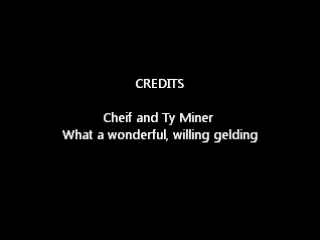 CREDITS
Cheif and Ty Miner
What a wonderful, willing gelding